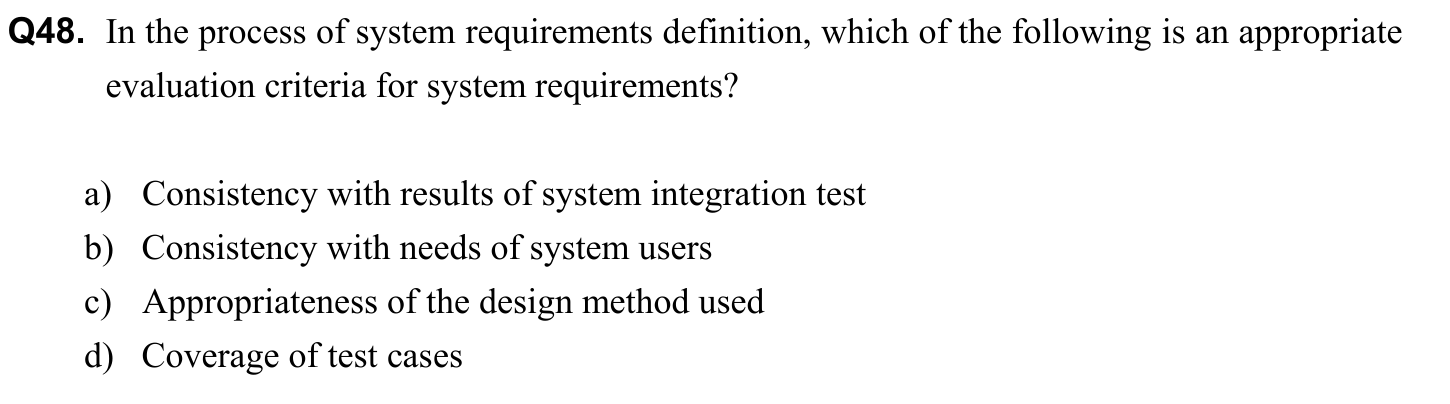 Q48. In the process of system requirements definition, which of the following is an appropriate
evaluation criteria for system requirements?
a) Consistency with results of system integration test
b) Consistency with needs of system users
c) Appropriateness of the design method used
d) Coverage of test cases